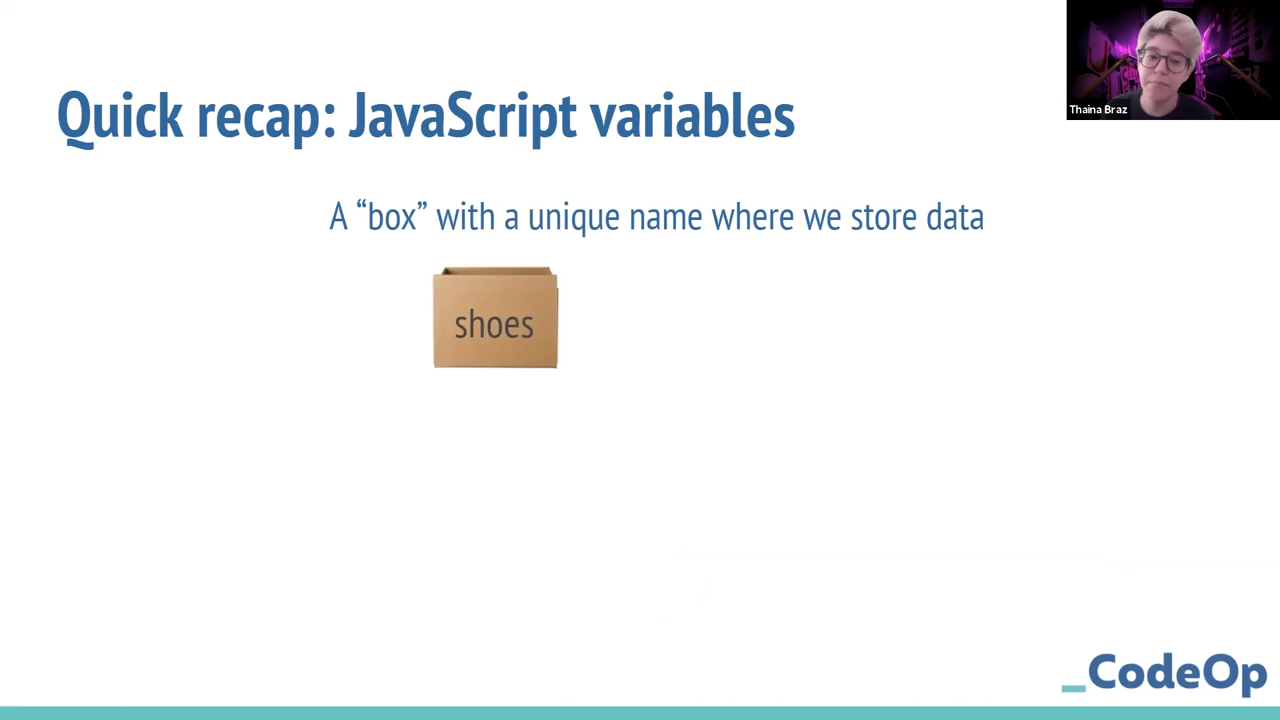 Thaina Braz
Quick recap: JavaScript variables
A “box” with a unique name where we store data
shoes
_CodeOp